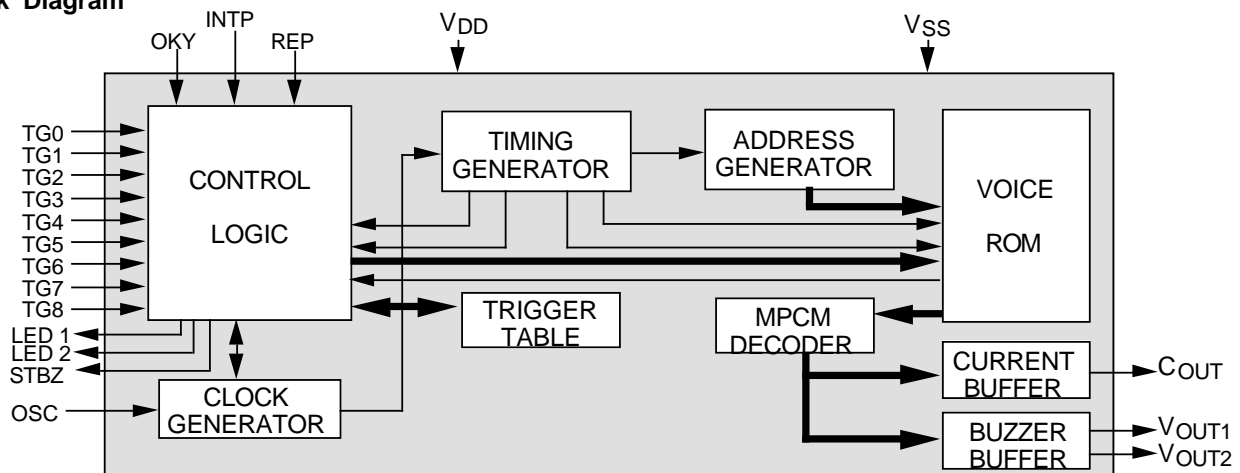 k Diagram
INTP
OKY
REP
VDD
VSS
TG0
TG1
TG2
TG3
TG4
TG5
TG6
TG7
TG8
LED 1
LED 2
STBZ
OSC
CONTROL
LOGIC
TIMING
GENERATOR
ADDRESS
GENERATOR
VOICE
ROM
TRIGGER
TABLE
MPCM
DECODER
CLOCK
GENERATOR
CURRENT
BUFFER
COUT
BUZZER
BUFFER
VOUT1
VOUT2